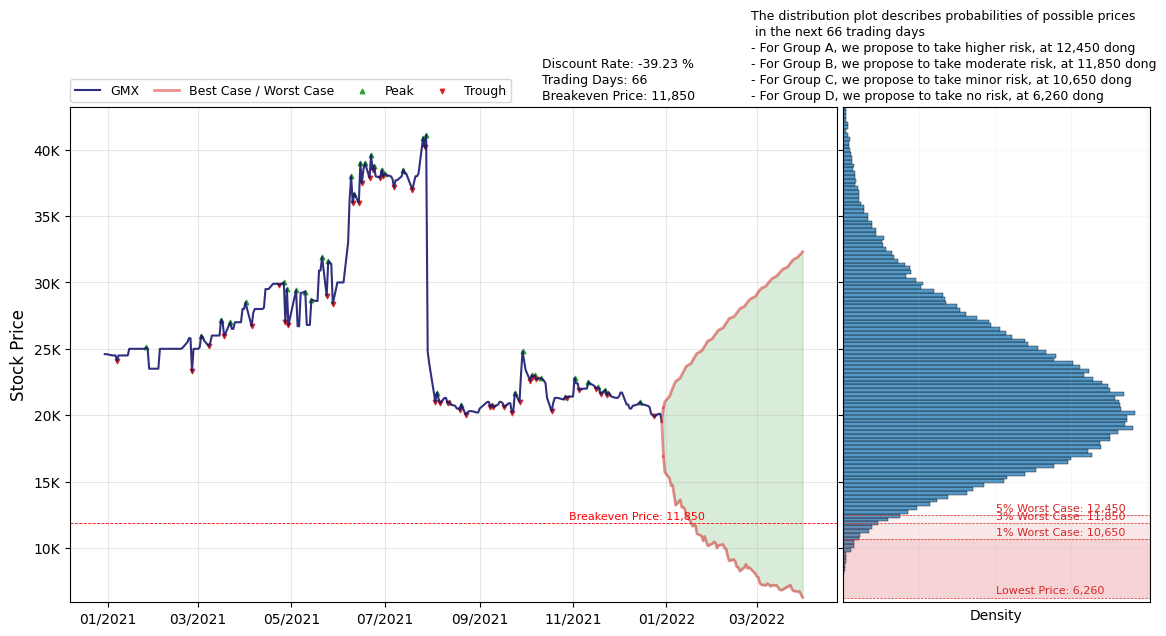 The distribution plot describes probabilities of possible prices
in the next 66 trading days
- For Group A, we propose to take higher risk, at 12,450 dong
- For Group B, we propose to take moderate risk, at 11,850 dong
- For Group C, we propose to take minor risk, at 10,650 dong
- For Group D, we propose to take no risk, at 6,260 dong
Discount Rate: -39.23 %
Trading Days: 66
Breakeven Price: 11,850
GMX
Best Case / Worst Case
Peak
Trough
Stock Price
40K
35K
30K
25K
20K
15K
10K
Breakeven Price: 11,850
5% Worst Case: 12,450
3% Worst Case: 11,850
1% Worst Case: 10,650
Lowest Price: 6,260
01/2021
03/2021
05/2021
07/2021
09/2021
11/2021
01/2022
03/2022
Density